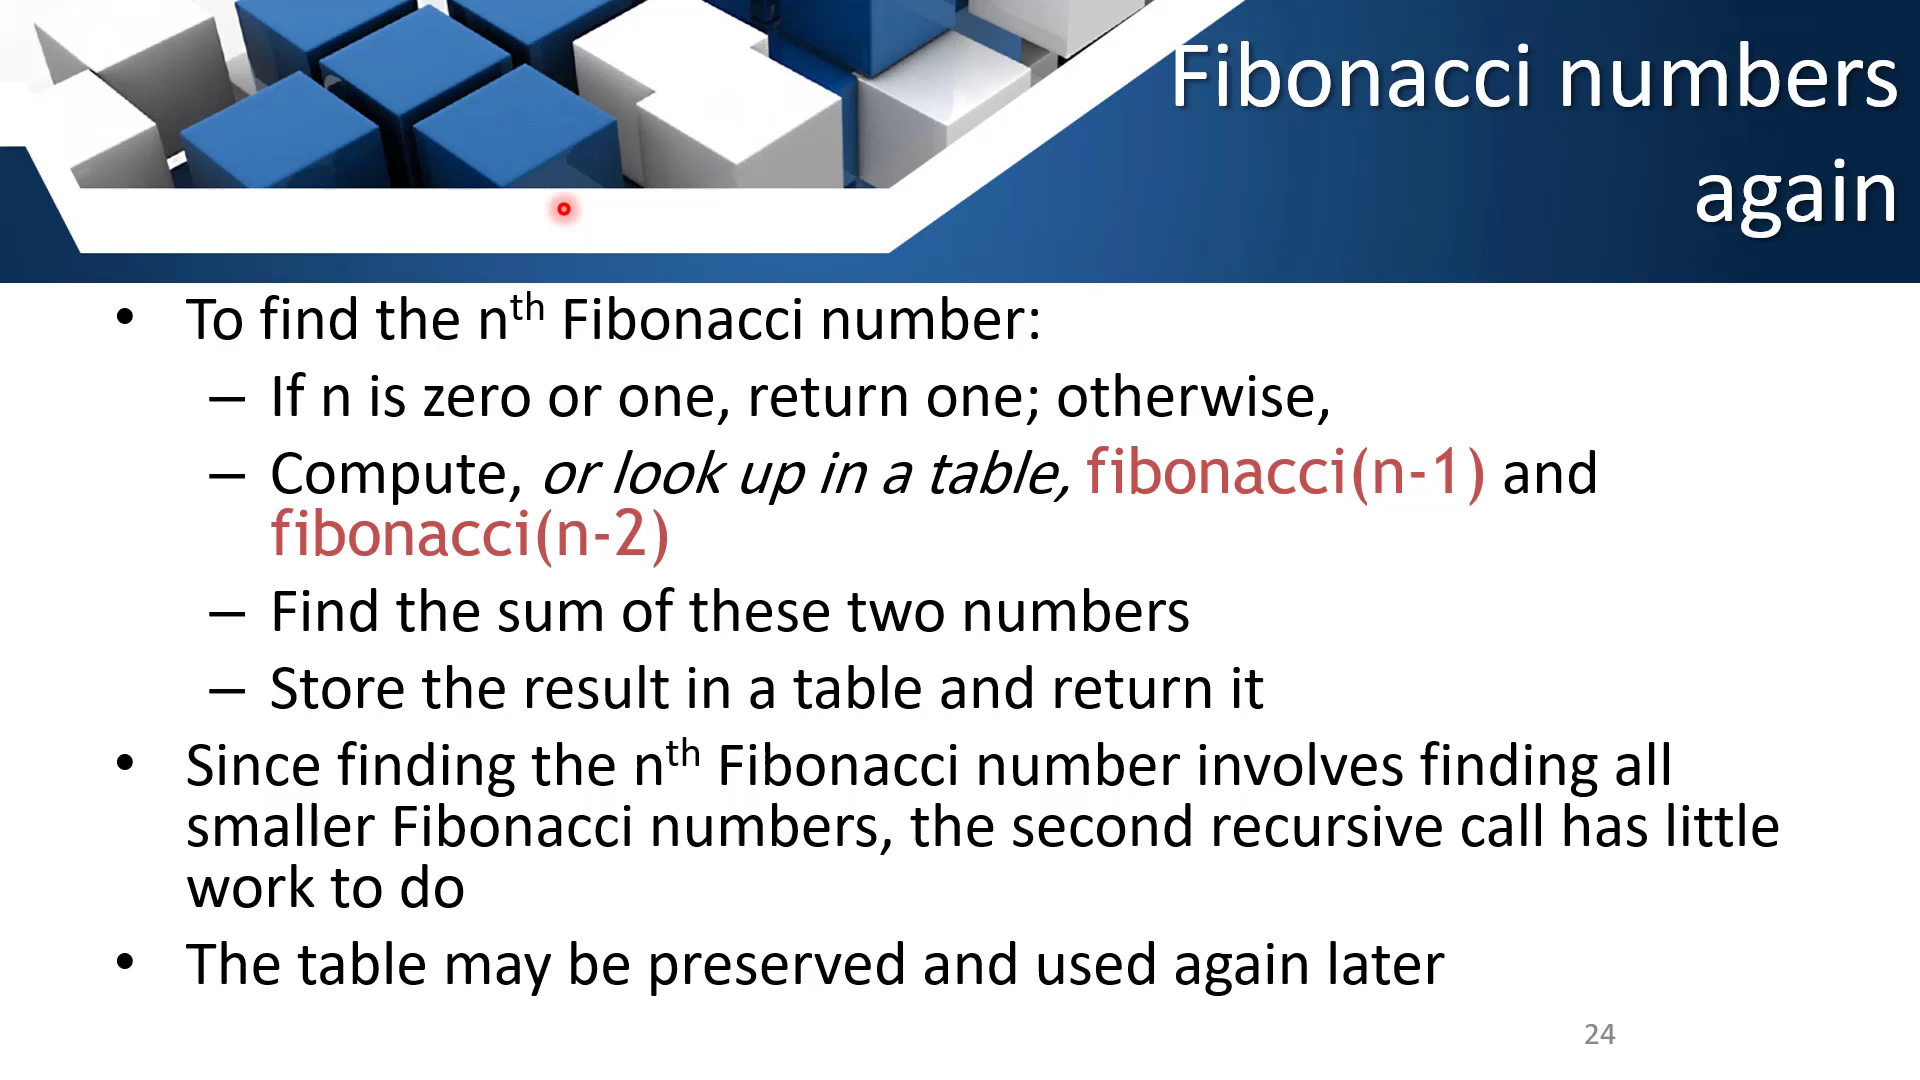 Fibonacci numbers
again
• To find the nth Fibonacci number:
– If n is zero or one, return one; otherwise,
– Compute, or look up in a table, fibonacci(n-1) and
fibonacci(n-2)
– Find the sum of these two numbers
– Store the result in a table and return it
• Since finding the nth Fibonacci number involves finding all
smaller Fibonacci numbers, the second recursive call has little
work to do
• The table may be preserved and used again later
24